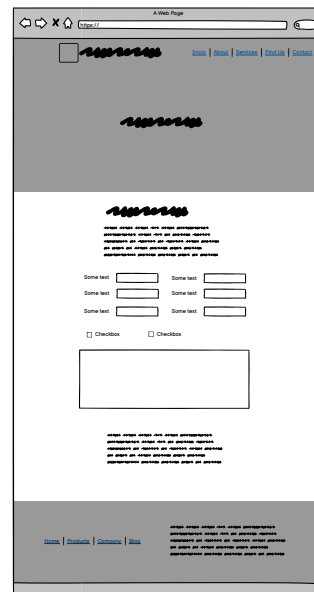 A Web Page
https://
Inicio | About | Services | Find Us | Contact
Some text Some text
Some text Some text
Some text Some text
Checkbox Checkbox
Home | Products | Company | Blog